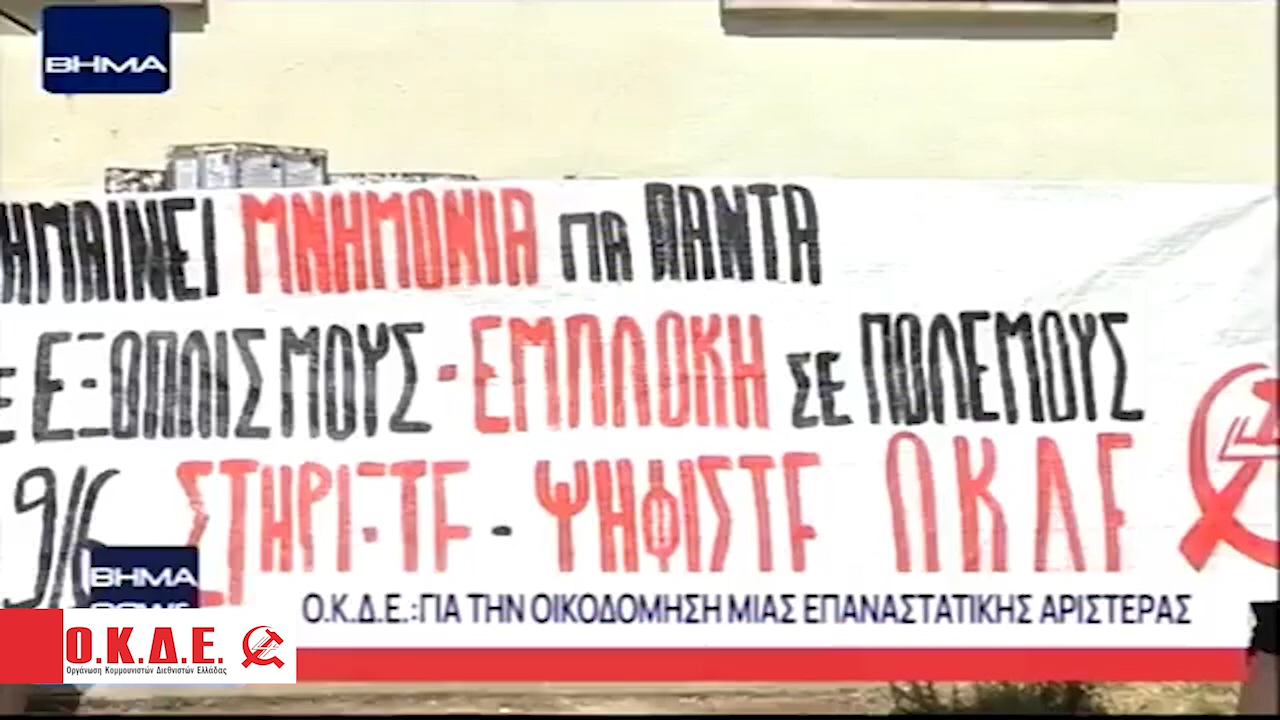 ΒΗΜΑ
ΗΜΑΙΝΕΙ ΜΝΗΜΟΝΙΑ ΓΙΑ ΠΑΝΤΑ
Ε ΕΞΟΠΛΙΣΜΟΥΣ - ΕΜΠΛΟΚΗ ΣΕ ΠΟΛΕΜΟΥΣ
9/6 ΣΤΗΡΙΞΤΕ - ΨΗΦΙΣΤΕ ΟΚΔΕ
ΒΗΜΑ
Ο.Κ.Δ.Ε.:ΓΙΑ ΤΗΝ ΟΙΚΟΔΟΜΗΣΗ ΜΙΑΣ ΕΠΑΝΑΣΤΑΤΙΚΗΣ ΑΡΙΣΤΕΡΑΣ
Ο.Κ.Δ.Ε.
Οργάνωση Κομμουνιστών Διεθνιστών Ελλάδας